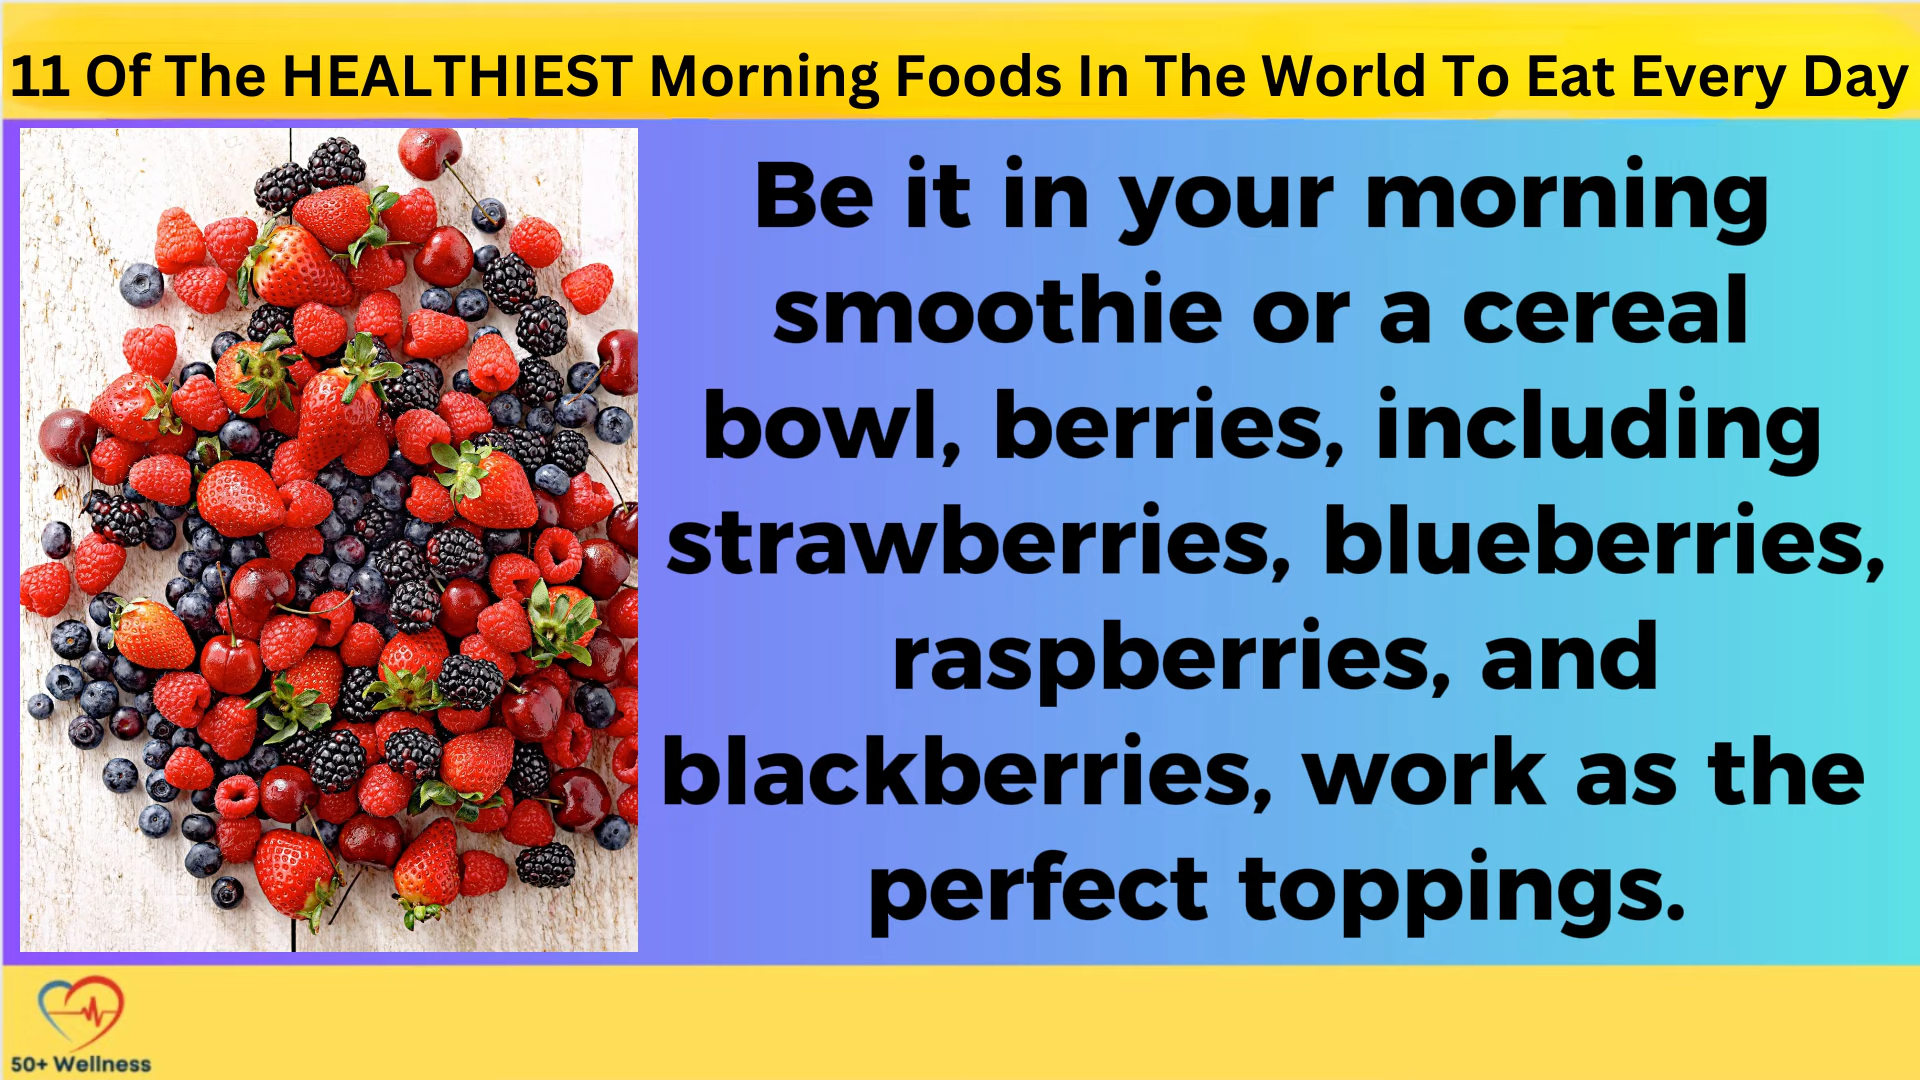 11 Of The HEALTHIEST Morning Foods In The World To Eat Every Day
Be it in your morning
smoothie or a cereal
bowl, berries, including
strawberries, blueberries,
raspberries, and
blackberries, work as the
perfect toppings.
50+ Wellness